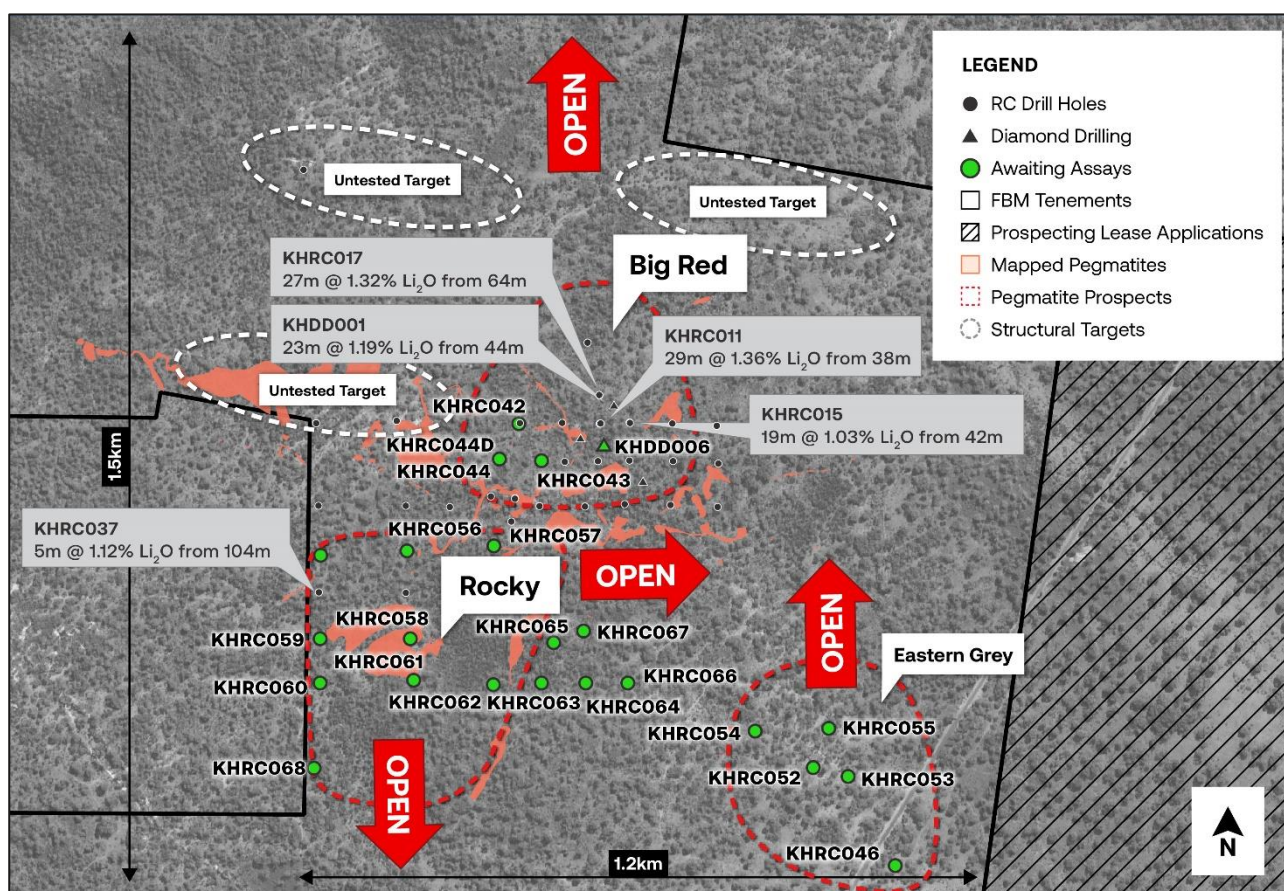 OPEN
LEGEND
RC Drill Holes
Diamond Drilling
Awaiting Assays
FBM Tenements
Prospecting Lease Applications
Mapped Pegmatites
Pegmatite Prospects
Structural Targets
Untested Target
Untested Target
Big Red
KHRC017
27m @ 1.32% Li₂O from 64m
KHDD001
23m @ 1.19% Li₂O from 44m
KHRC011
29m @ 1.36% Li₂O from 38m
Untested Target
KHRC015
19m @ 1.03% Li₂O from 42m
KHRC042
KHRC044D
KHDD006
KHRC044
KHRC043
1.5km
KHRC037
5m @ 1.12% Li₂O from 104m
KHRC056
KHRC057
Rocky
OPEN
OPEN
KHRC058
KHRC059
KHRC065
KHRC067
KHRC061
Eastern Grey
KHRC060
KHRC062
KHRC063
KHRC066
KHRC064
KHRC054
KHRC055
KHRC068
OPEN
KHRC052
KHRC053
KHRC046
1.2km
N